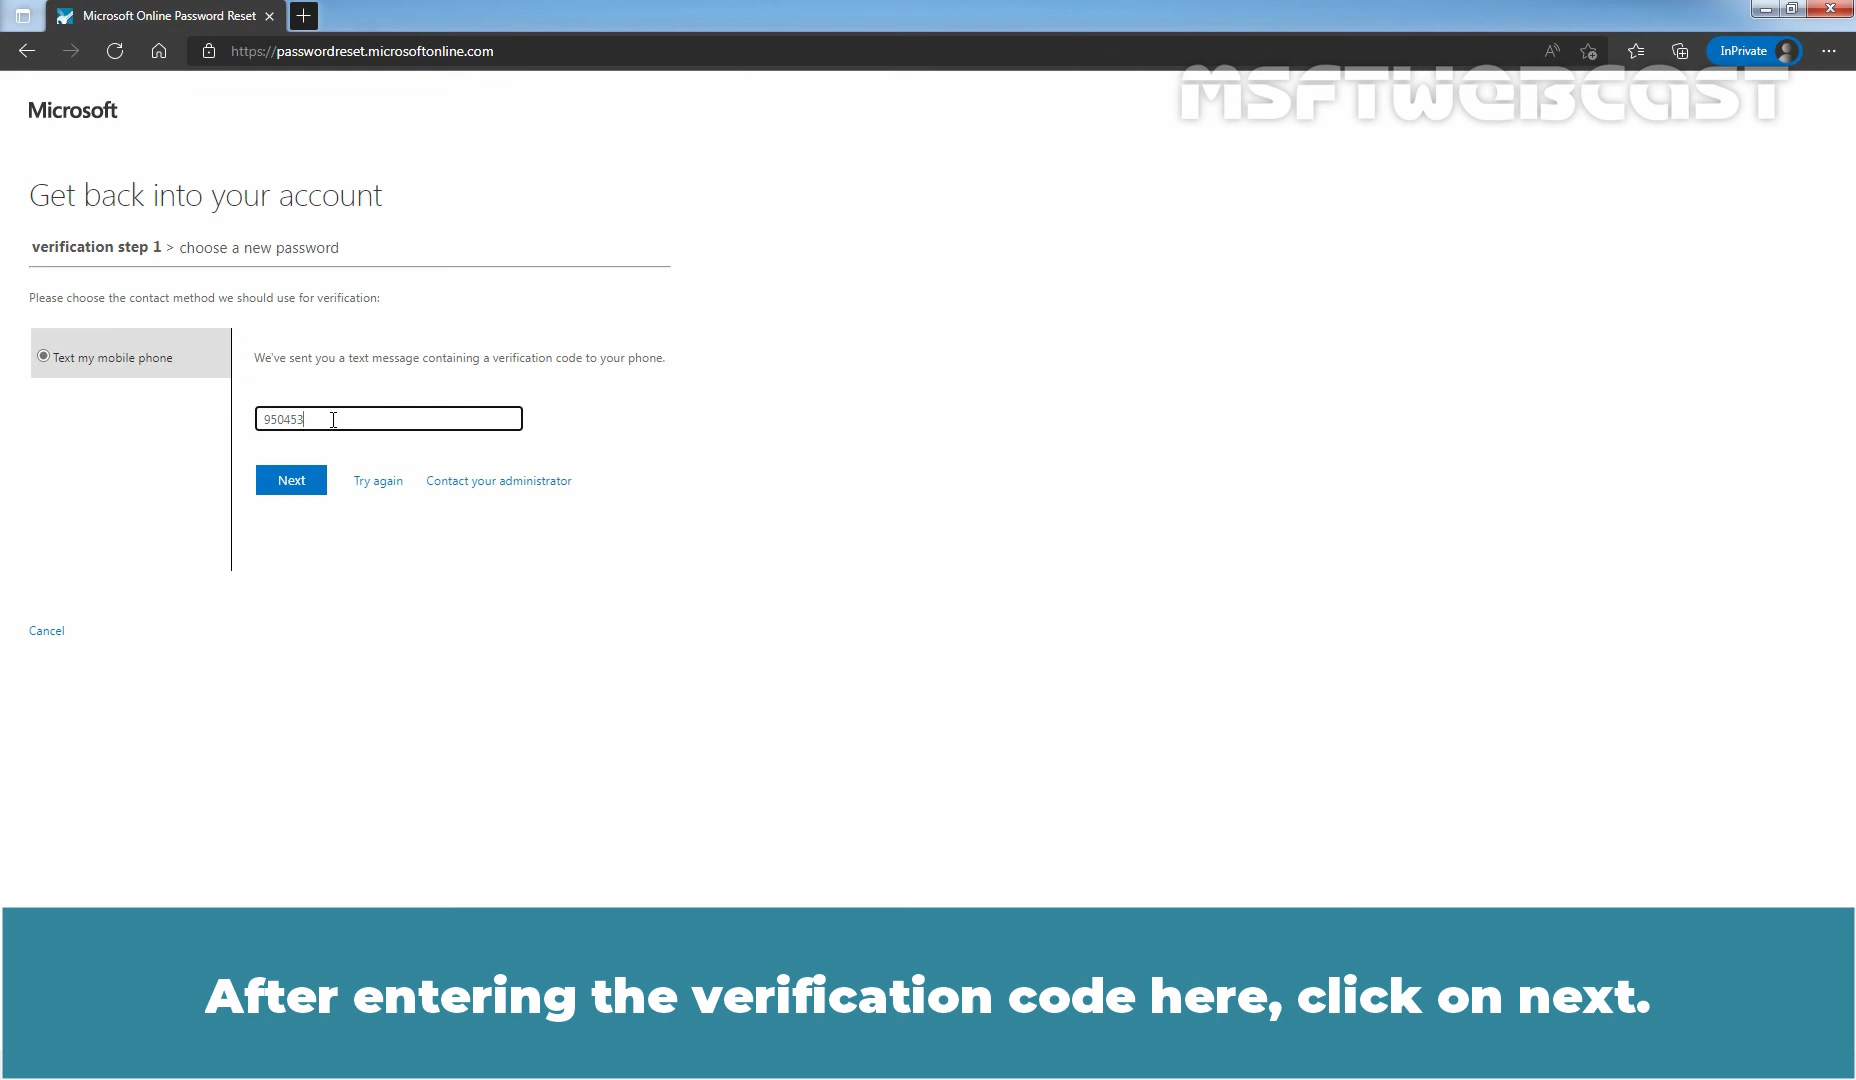 Microsoft Online Password Reset
https://passwordreset.microsoftonline.com
InPrivate
MSFTWEBCAST
Microsoft
Get back into your account
verification step 1 > choose a new password
Please choose the contact method we should use for verification:
Text my mobile phone
We've sent you a text message containing a verification code to your phone.
950453
Next
Try again
Contact your administrator
Cancel
After entering the verification code here, click on next.